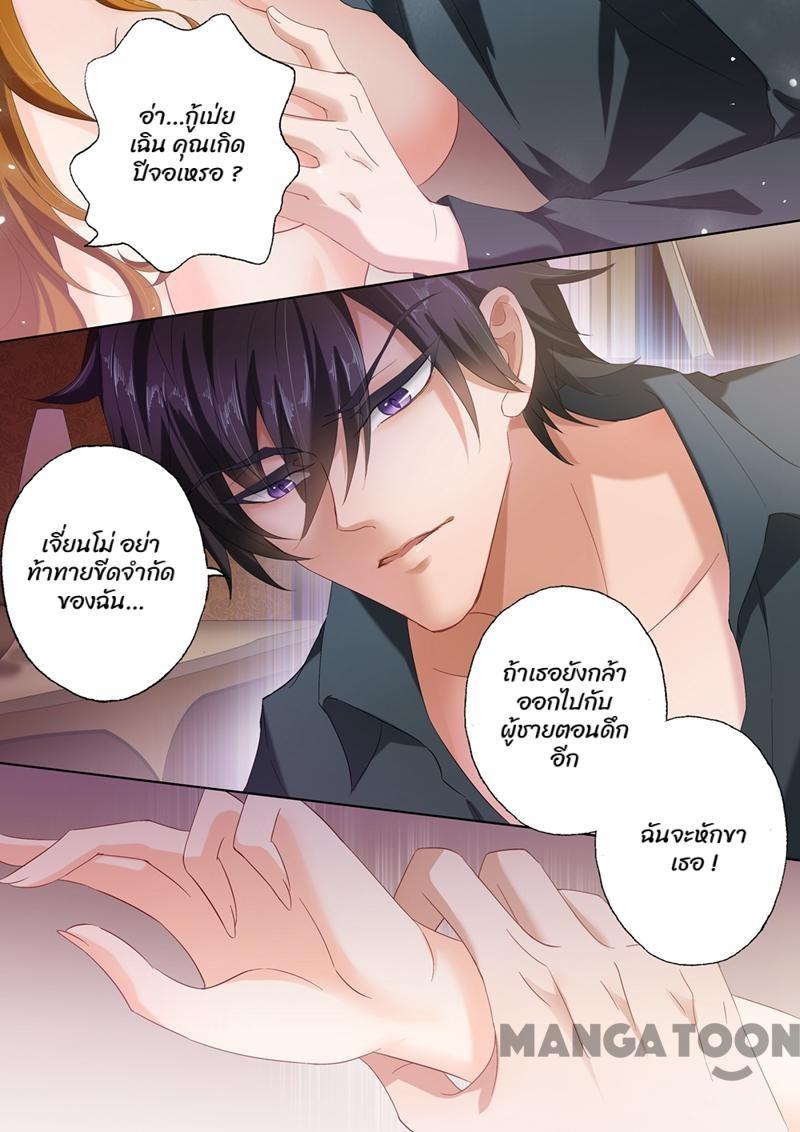 อ่า...กู้เป่ย
เฉิน คุณเกิด
ปีจอเหรอ ?
เจี่ยนโม่ อย่า
ท้าทายขีดจำกัด
ของฉัน...
ถ้าเธอยังกล้า
ออกไปกับ
ผู้ชายตอนดึก
อีก
ฉันจะหักขา
เธอ !
MANGATOON